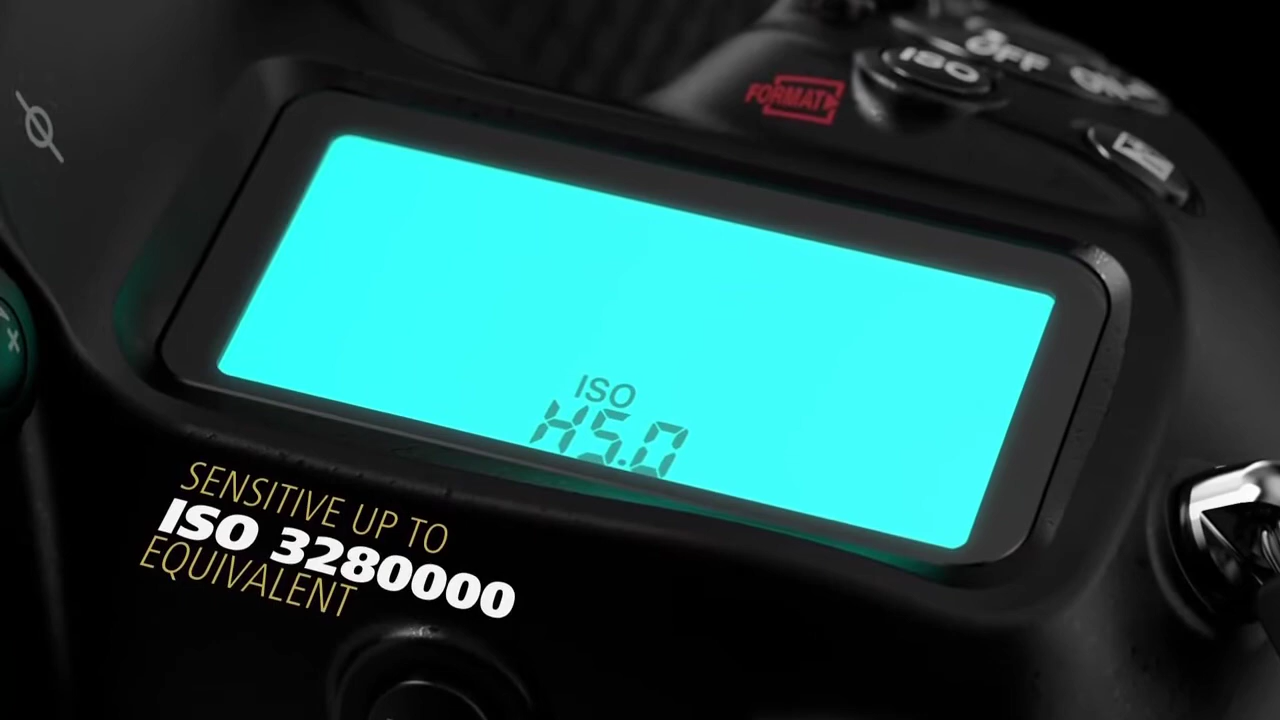 OFF
ISO
FORMAT
ISO
H5.0
SENSITIVE UP TO
ISO 3280000
EQUIVALENT